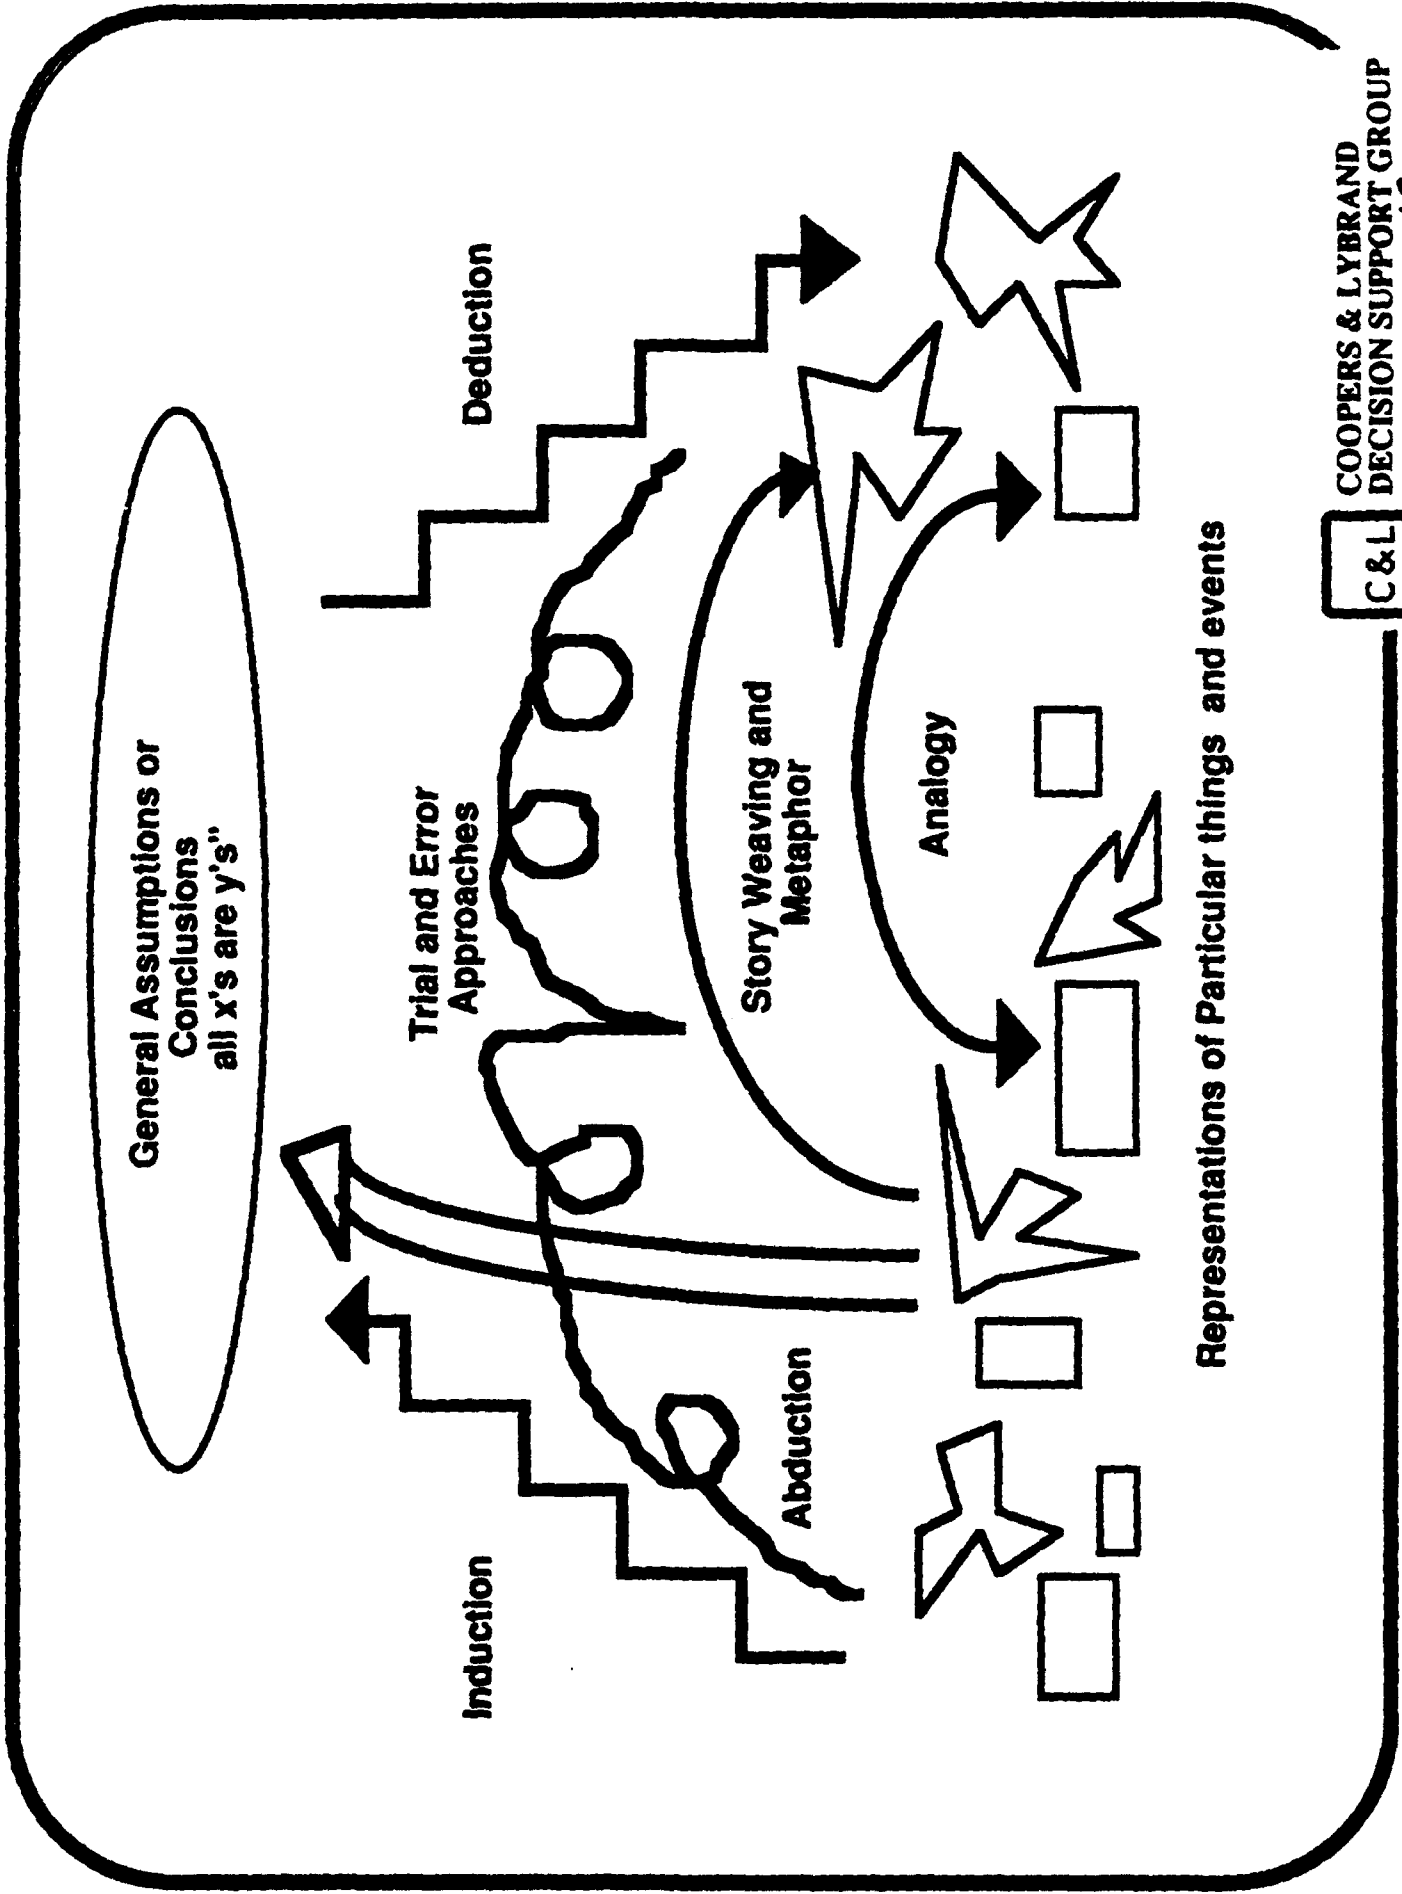 General Assumptions or
Conclusions
all x's are y's"
Trial and Error
Approaches
Induction
Deduction
Story Weaving and
Metaphor
Abduction
Analogy
Representations of Particular things and events
C&L
COOPERS & LYBRAND
DECISION SUPPORT GROUP